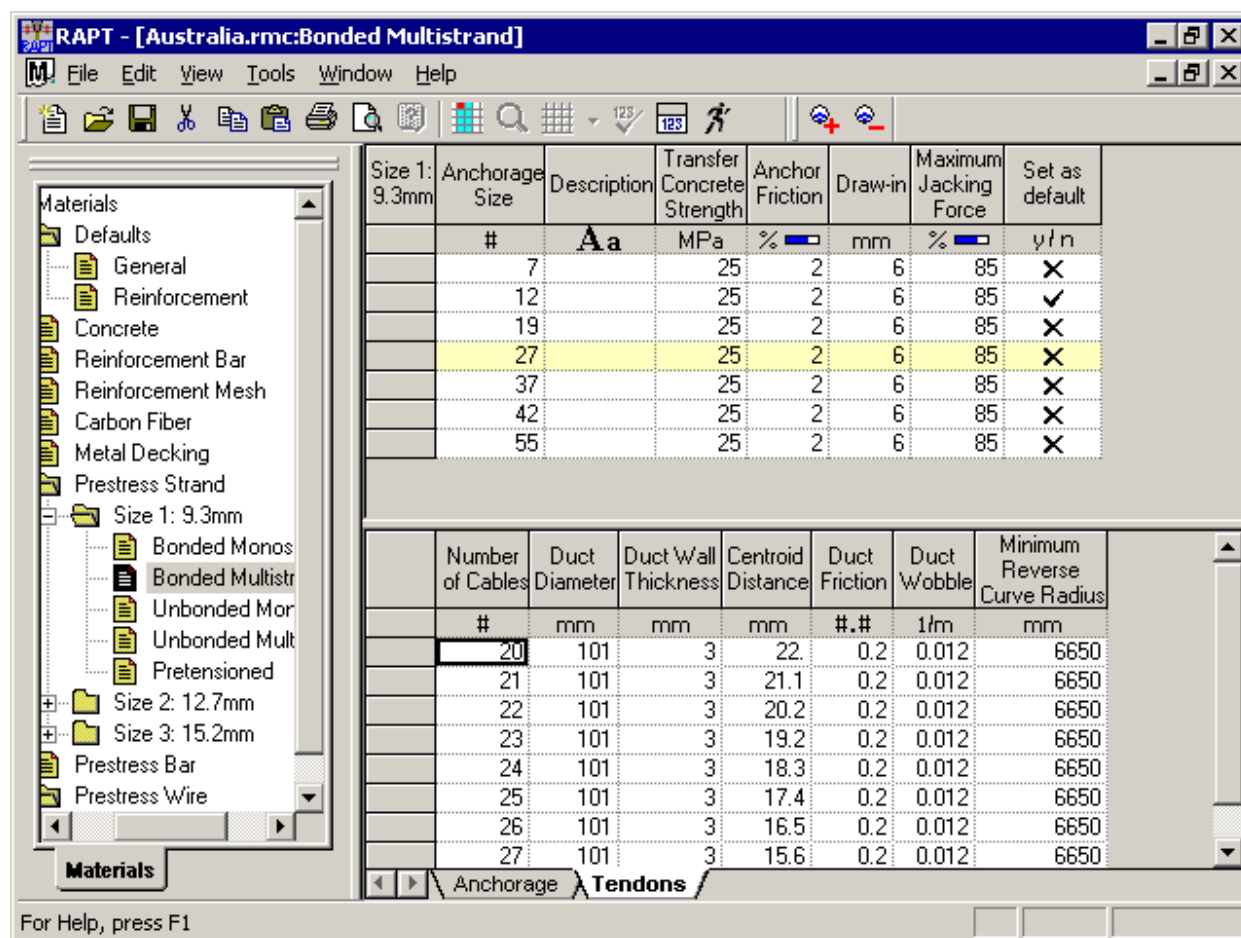 RAPT - [Australia.rmc:Bonded Multistrand]
File Edit View Tools Window Help
Materials
Defaults
General
Reinforcement
Concrete
Reinforcement Bar
Reinforcement Mesh
Carbon Fiber
Metal Decking
Prestress Strand
Size 1: 9.3mm
Bonded Monos
Bonded Multistr
Unbonded Mor
Unbonded Mult
Pretensioned
Size 2: 12.7mm
Size 3: 15.2mm
Prestress Bar
Prestress Wire
Materials
Size 1: 9.3mm Anchorage Size Description Transfer Concrete Strength Anchor Friction Draw-in Maximum Jacking Force Set as default
# Aa MPa % mm % y/n
7 25 2 6 85
12 25 2 6 85
19 25 2 6 85
27 25 2 6 85
37 25 2 6 85
42 25 2 6 85
55 25 2 6 85
Number of Cables Duct Diameter Duct Wall Thickness Centroid Distance Duct Friction Duct Wobble Minimum Reverse Curve Radius
# mm mm mm #.# 1/m mm
20 101 3 22. 0.2 0.012 6650
21 101 3 21.1 0.2 0.012 6650
22 101 3 20.2 0.2 0.012 6650
23 101 3 19.2 0.2 0.012 6650
24 101 3 18.3 0.2 0.012 6650
25 101 3 17.4 0.2 0.012 6650
26 101 3 16.5 0.2 0.012 6650
27 101 3 15.6 0.2 0.012 6650
Anchorage Tendons
For Help, press F1